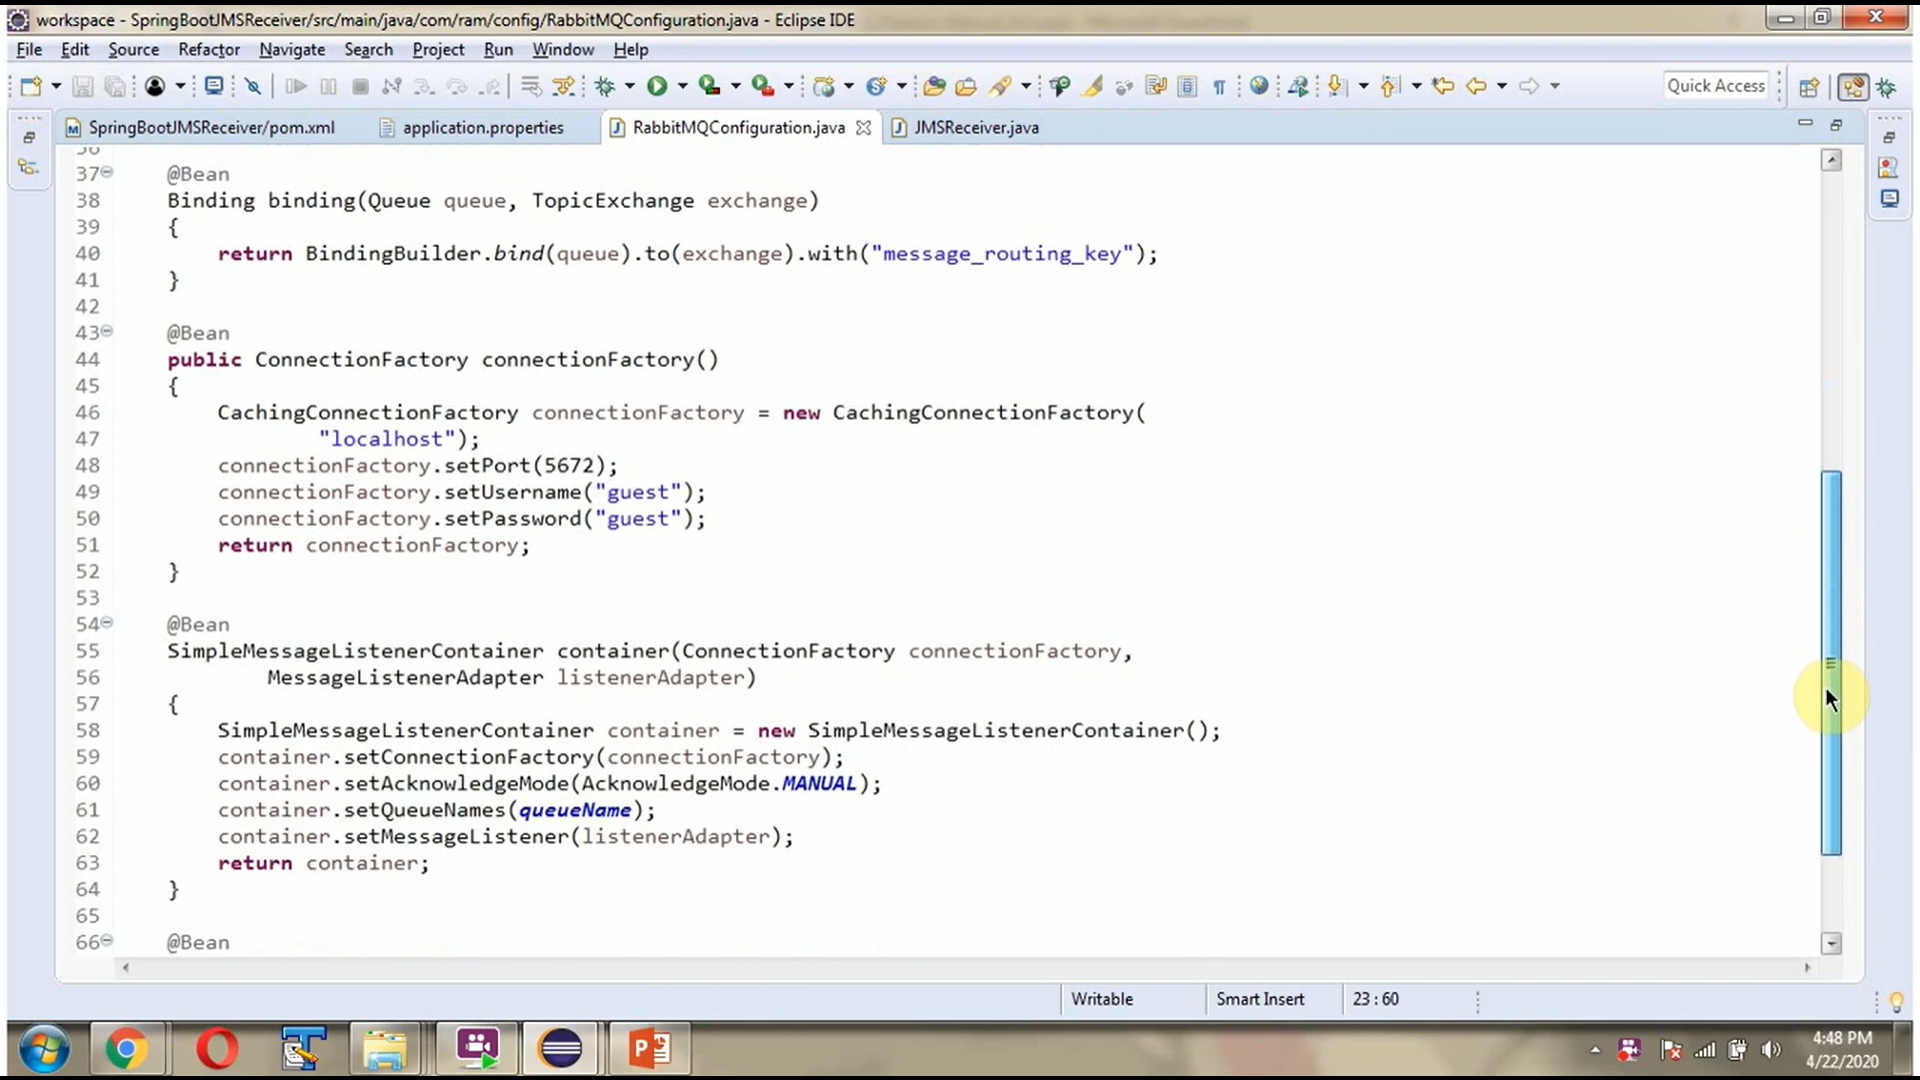 workspace - SpringBootJMSReceiver/src/main/java/com/ram/config/RabbitMQConfiguration.java - Eclipse IDE
File Edit Source Refactor Navigate Search Project Run Window Help
Quick Access
SpringBootJMSReceiver/pom.xml application.properties RabbitMQConfiguration.java JMSReceiver.java
36
37 @Bean
38 Binding binding(Queue queue, TopicExchange exchange)
39 {
40 return BindingBuilder.bind(queue).to(exchange).with("message_routing_key");
41 }
42
43 @Bean
44 public ConnectionFactory connectionFactory()
45 {
46 CachingConnectionFactory connectionFactory = new CachingConnectionFactory(
47 "localhost");
48 connectionFactory.setPort(5672);
49 connectionFactory.setUsername("guest");
50 connectionFactory.setPassword("guest");
51 return connectionFactory;
52 }
53
54 @Bean
55 SimpleMessageListenerContainer container(ConnectionFactory connectionFactory,
56 MessageListenerAdapter listenerAdapter)
57 {
58 SimpleMessageListenerContainer container = new SimpleMessageListenerContainer();
59 container.setConnectionFactory(connectionFactory);
60 container.setAcknowledgeMode(AcknowledgeMode.MANUAL);
61 container.setQueueNames(queueName);
62 container.setMessageListener(listenerAdapter);
63 return container;
64 }
65
66 @Bean
Writable Smart Insert 23 : 60
4:48 PM
4/22/2020